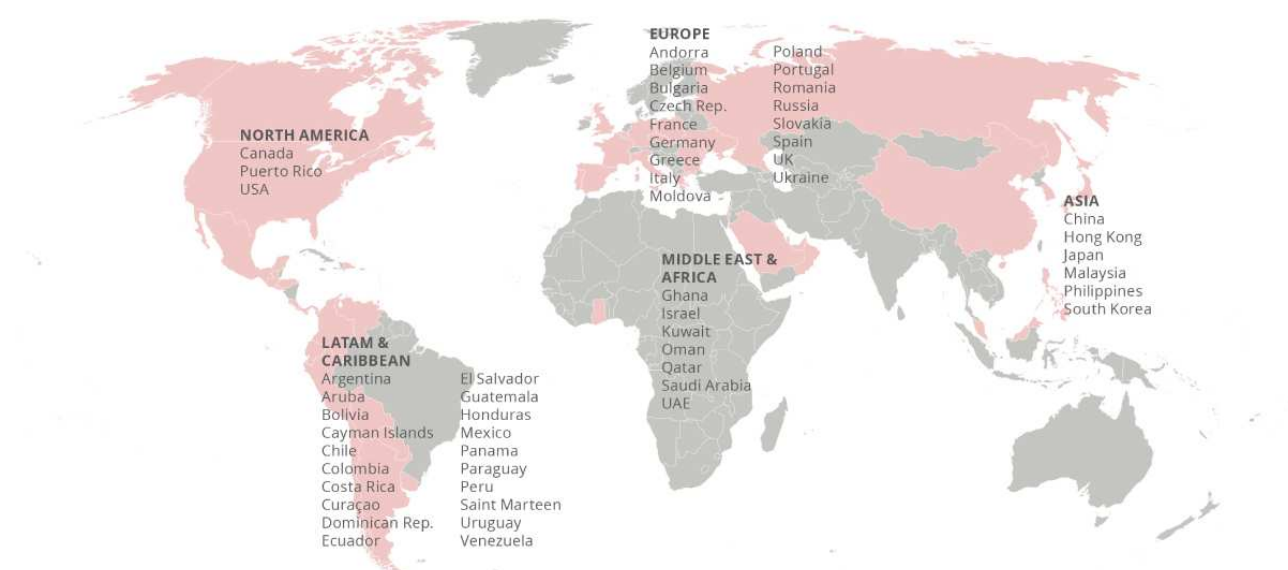 NORTH AMERICA
Canada
Puerto Rico
USA
LATAM &
CARIBBEAN
Argentina
Aruba
Bolivia
Cayman Islands
Chile
Colombia
Costa Rica
Curaçao
Dominican Rep.
Ecuador
El Salvador
Guatemala
Honduras
Mexico
Panama
Paraguay
Peru
Saint Marteen
Uruguay
Venezuela
EUROPE
Andorra
Belgium
Bulgaria
Czech Rep.
France
Germany
Greece
Italy
Moldova
Poland
Portugal
Romania
Russia
Slovakia
Spain
UK
Ukraine
MIDDLE EAST &
AFRICA
Ghana
Israel
Kuwait
Oman
Qatar
Saudi Arabia
UAE
ASIA
China
Hong Kong
Japan
Malaysia
Philippines
South Korea